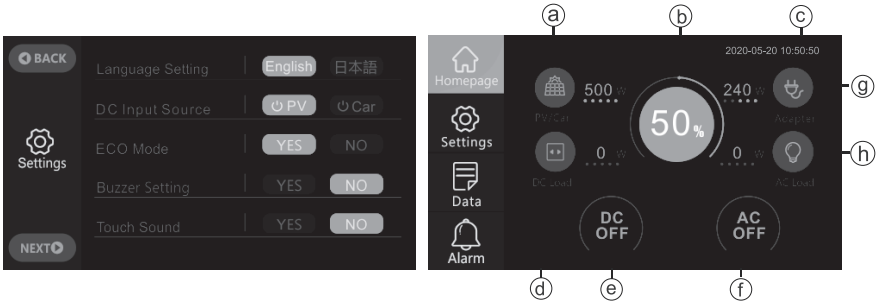 BACK
Settings
NEXT
Language Setting English 日本語
DC Input Source PV Car
ECO Mode YES NO
Buzzer Setting YES NO
Touch Sound YES NO
a b c
Homepage
Settings
Data
Alarm
2020-05-20 10:50:50
500 W
PV/Car
50%
240 W
Adapter
g
0 W
DC Load
0 W
AC Load
h
DC
OFF
AC
OFF
d e f